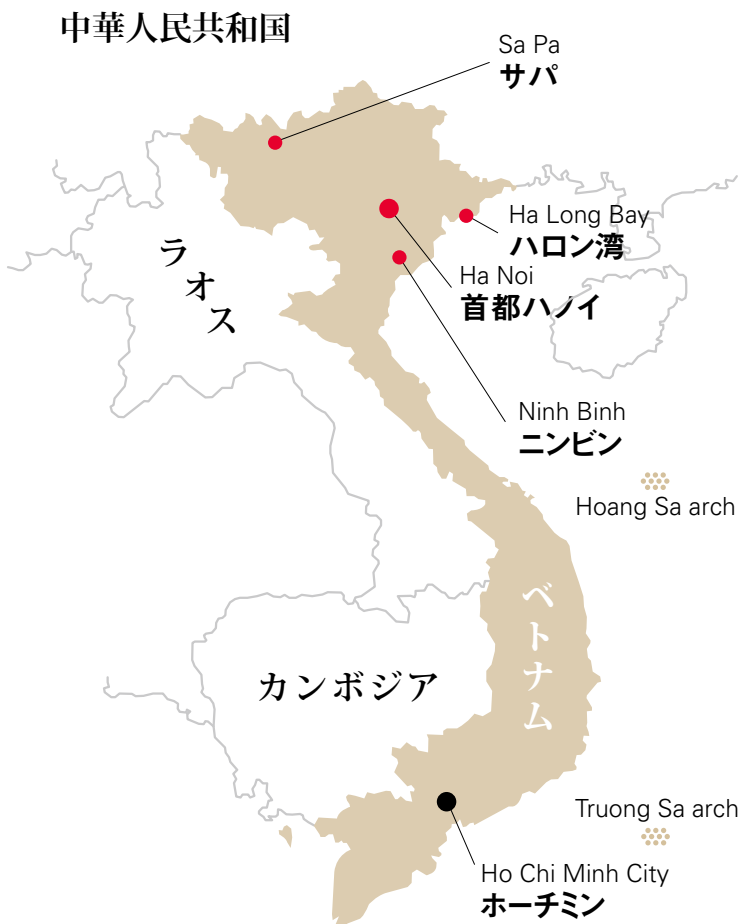 中華人民共和国
Sa Pa
サパ
Ha Long Bay
ハロン湾
ラオス
Ha Noi
首都ハノイ
Ninh Binh
ニンビン
Hoang Sa arch
ベトナム
カンボジア
Truong Sa arch
Ho Chi Minh City
ホーチミン